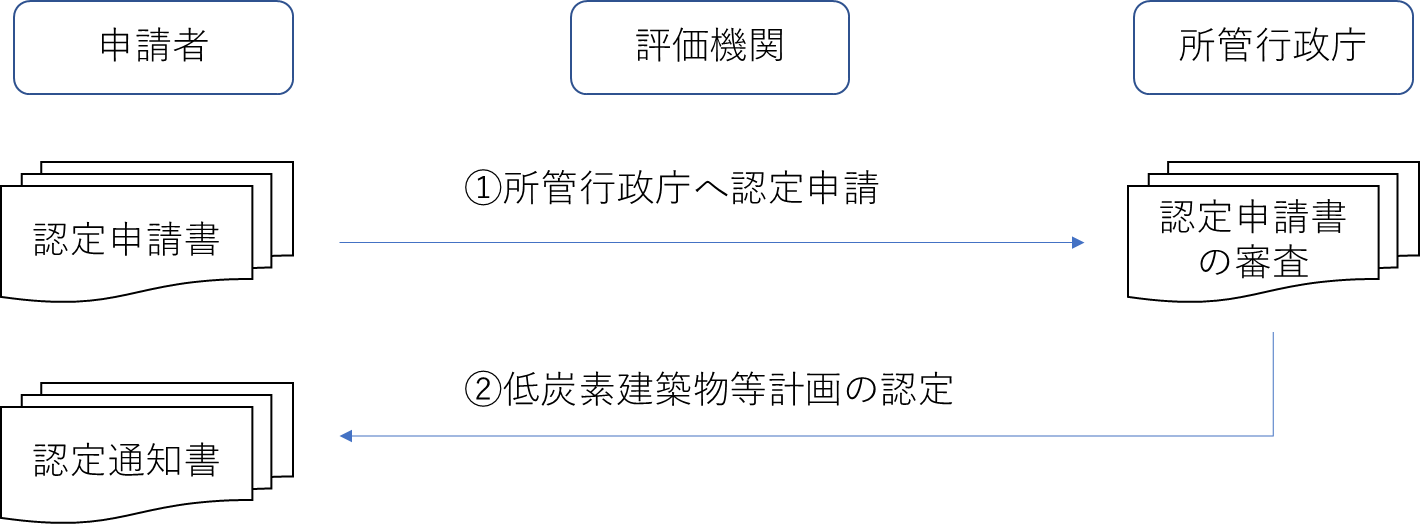 申請者
評価機関
所管行政庁
①所管行政庁へ認定申請
認定申請書
認定申請書
の審査
②低炭素建築物等計画の認定
認定通知書